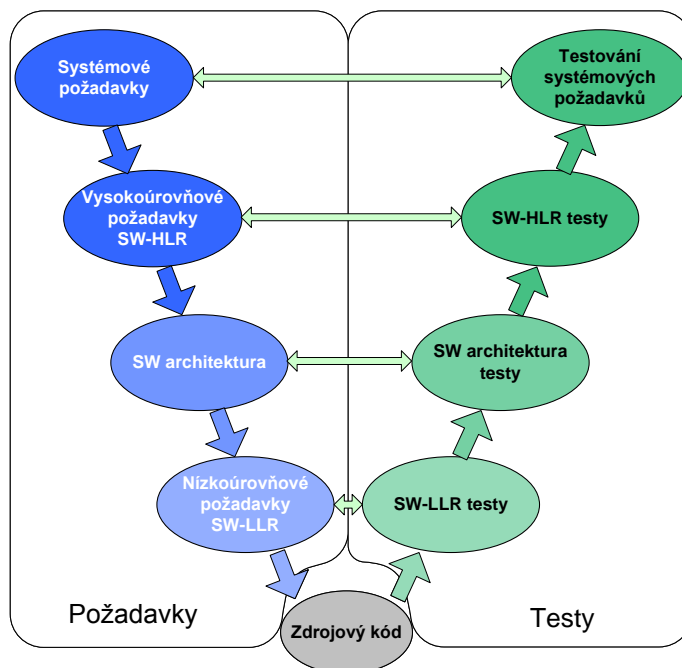 Systémové
požadavky
Testování
systémových
požadavků
Vysokoúrovňové
požadavky
SW-HLR
SW-HLR testy
SW architektura
SW architektura
testy
Nízkoúrovňové
požadavky
SW-LLR
SW-LLR testy
Požadavky
Zdrojový kód
Testy